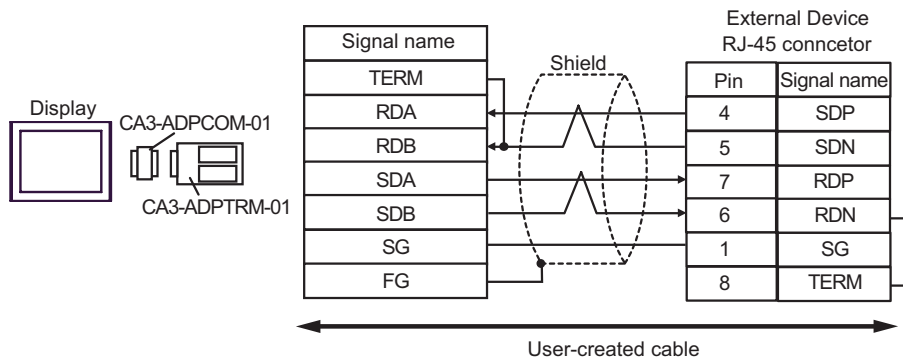 External Device
RJ-45 conncetor
Signal name
Shield
Pin Signal name
TERM
4 SDP
Display
CA3-ADPCOM-01
RDA
RDB
5 SDN
SDA
7 RDP
CA3-ADPTRM-01
SDB
6 RDN
SG
1 SG
FG
8 TERM
User-created cable